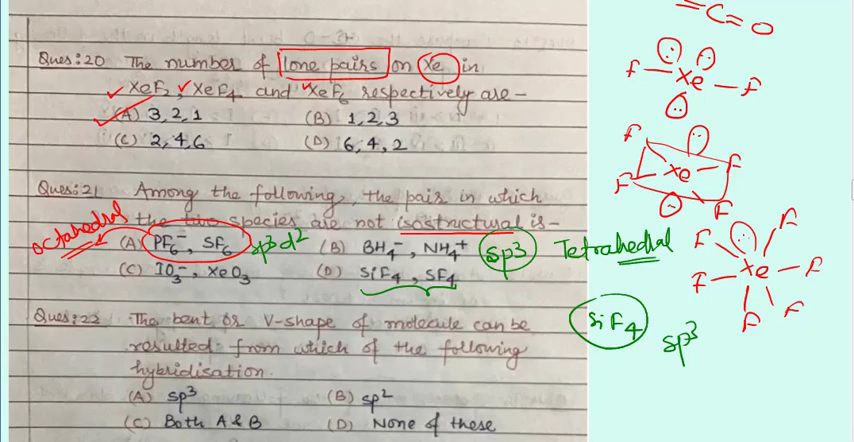 =C=O
Ques:20 The number of lone pairs on Xe in
XeF2, XeF4 and XeF6 respectively are-
(A) 3,2,1 (B) 1,2,3
(C) 2,4,6 (D) 6,4,2
Ques:21 Among the following, the pair in which
the two species are not isostructural is-
(A) PF6⁻, SF6 (B) BH4⁻, NH4⁺
(C) IO3⁻, XeO3 (D) SiF4, SF4
Ques:22 The bent or V-shape of molecule can be
resulted from which of the following
hybridisation.
(A) sp³ (B) sp²
(C) Both A & B (D) None of these
Octahedral
sp³d²
sp3 Tetrahedral
SiF4
sp³
F Xe F
F F
F Xe F
F F
F Xe F
F F F